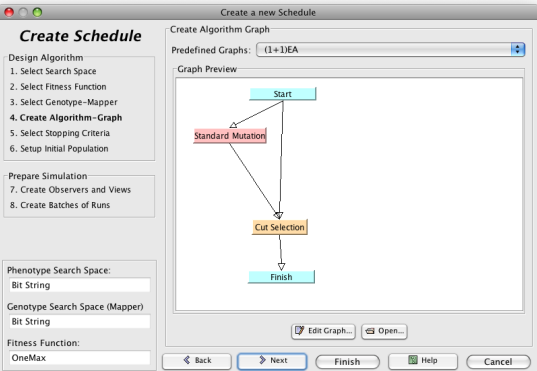 Create a new Schedule
Create Schedule
Design Algorithm
1. Select Search Space
2. Select Fitness Function
3. Select Genotype-Mapper
4. Create Algorithm-Graph
5. Select Stopping Criteria
6. Setup Initial Population
Prepare Simulation
7. Create Observers and Views
8. Create Batches of Runs
Phenotype Search Space:
Bit String
Genotype Search Space (Mapper)
Bit String
Fitness Function:
OneMax
Create Algorithm Graph
Predefined Graphs: (1+1)EA
Graph Preview
Start
Standard Mutation
Cut Selection
Finish
Edit Graph... Open...
Back Next Finish Help Cancel